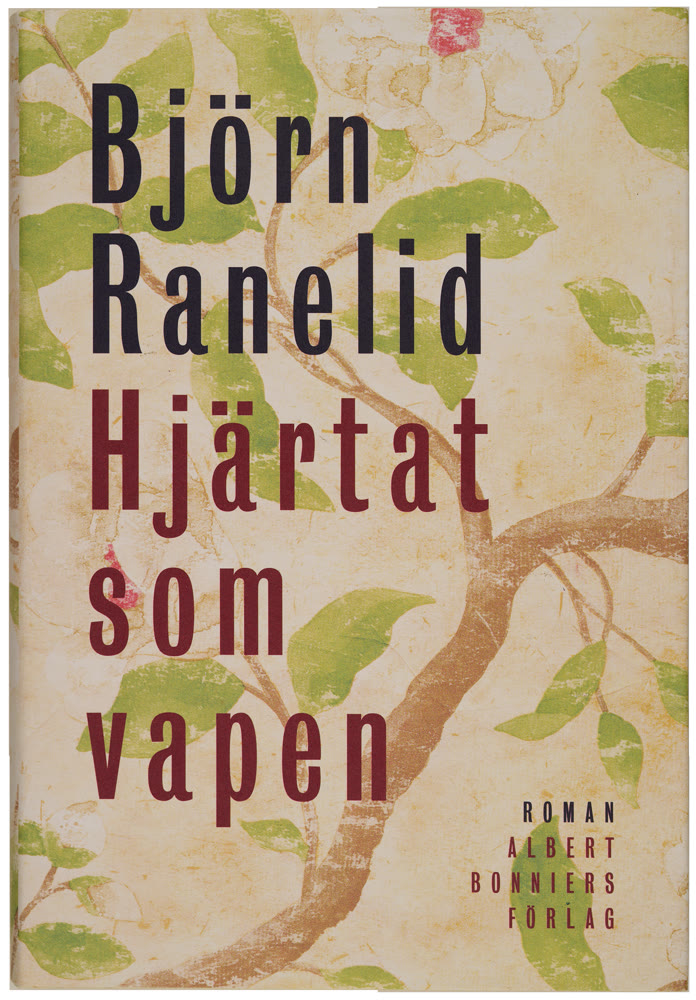 Björn
Ranelid
Hjärtat
som
vapen
ROMAN
ALBERT
BONNIERS
FÖRLAG